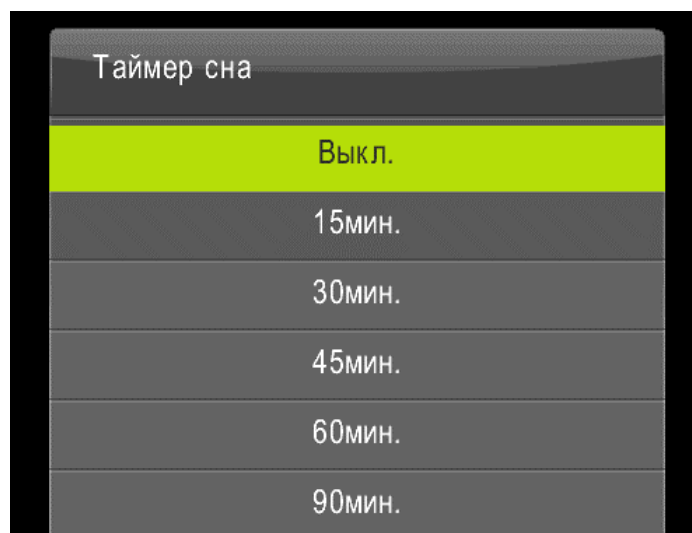 Таймер сна
Выкл.
15мин.
30мин.
45мин.
60мин.
90мин.